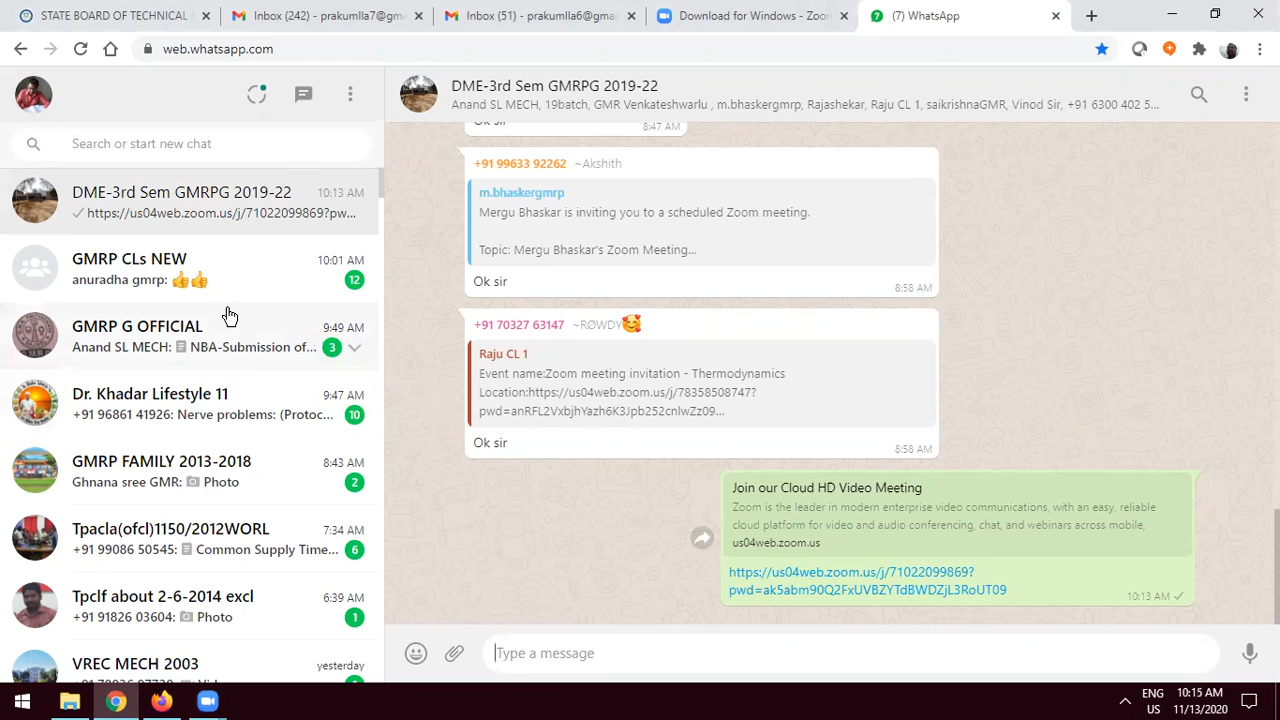 STATE BOARD OF TECHNICAL
Inbox (242) - prakumlla7@gma
Inbox (51) - prakumlla6@gmai
Download for Windows - Zoom
(7) WhatsApp
web.whatsapp.com
DME-3rd Sem GMRPG 2019-22
Anand SL MECH, 19batch, GMR Venkateshwarlu , m.bhaskergmrp, Rajashekar, Raju CL 1, saikrishnaGMR, Vinod Sir, +91 6300 402 5...
Search or start new chat
DME-3rd Sem GMRPG 2019-22 10:13 AM
https://us04web.zoom.us/j/71022099869?pw...
GMRP CLs NEW 10:01 AM
anuradha gmrp: 👍👍 12
GMRP G OFFICIAL 9:49 AM
Anand SL MECH: NBA-Submission of... 3
Dr. Khadar Lifestyle 11 9:47 AM
+91 96861 41926: Nerve problems: (Protoc... 10
GMRP FAMILY 2013-2018 8:43 AM
Ghnana sree GMR: Photo 2
Tpacla(ofcl)1150/2012WORL 7:34 AM
+91 99086 50545: Common Supply Time... 6
Tpclf about 2-6-2014 excl 6:39 AM
+91 91826 03604: Photo 1
VREC MECH 2003 yesterday
Ok sir
8:47 AM
+91 99633 92262 ~Akshith
m.bhaskergmrp
Mergu Bhaskar is inviting you to a scheduled Zoom meeting.
Topic: Mergu Bhaskar's Zoom Meeting...
Ok sir
8:58 AM
+91 70327 63147 ~RØWDY🥰
Raju CL 1
Event name:Zoom meeting invitation - Thermodynamics
Location:https://us04web.zoom.us/j/78358508747?
pwd=anRFL2VxbjhYazh6K3Jpb252cnlwZz09...
Ok sir
8:58 AM
Join our Cloud HD Video Meeting
Zoom is the leader in modern enterprise video communications, with an easy, reliable
cloud platform for video and audio conferencing, chat, and webinars across mobile,
us04web.zoom.us
https://us04web.zoom.us/j/71022099869?
pwd=ak5abm90Q2FxUVBZYTdBWDZjL3RoUT09
10:13 AM
Type a message
ENG
US
10:15 AM
11/13/2020